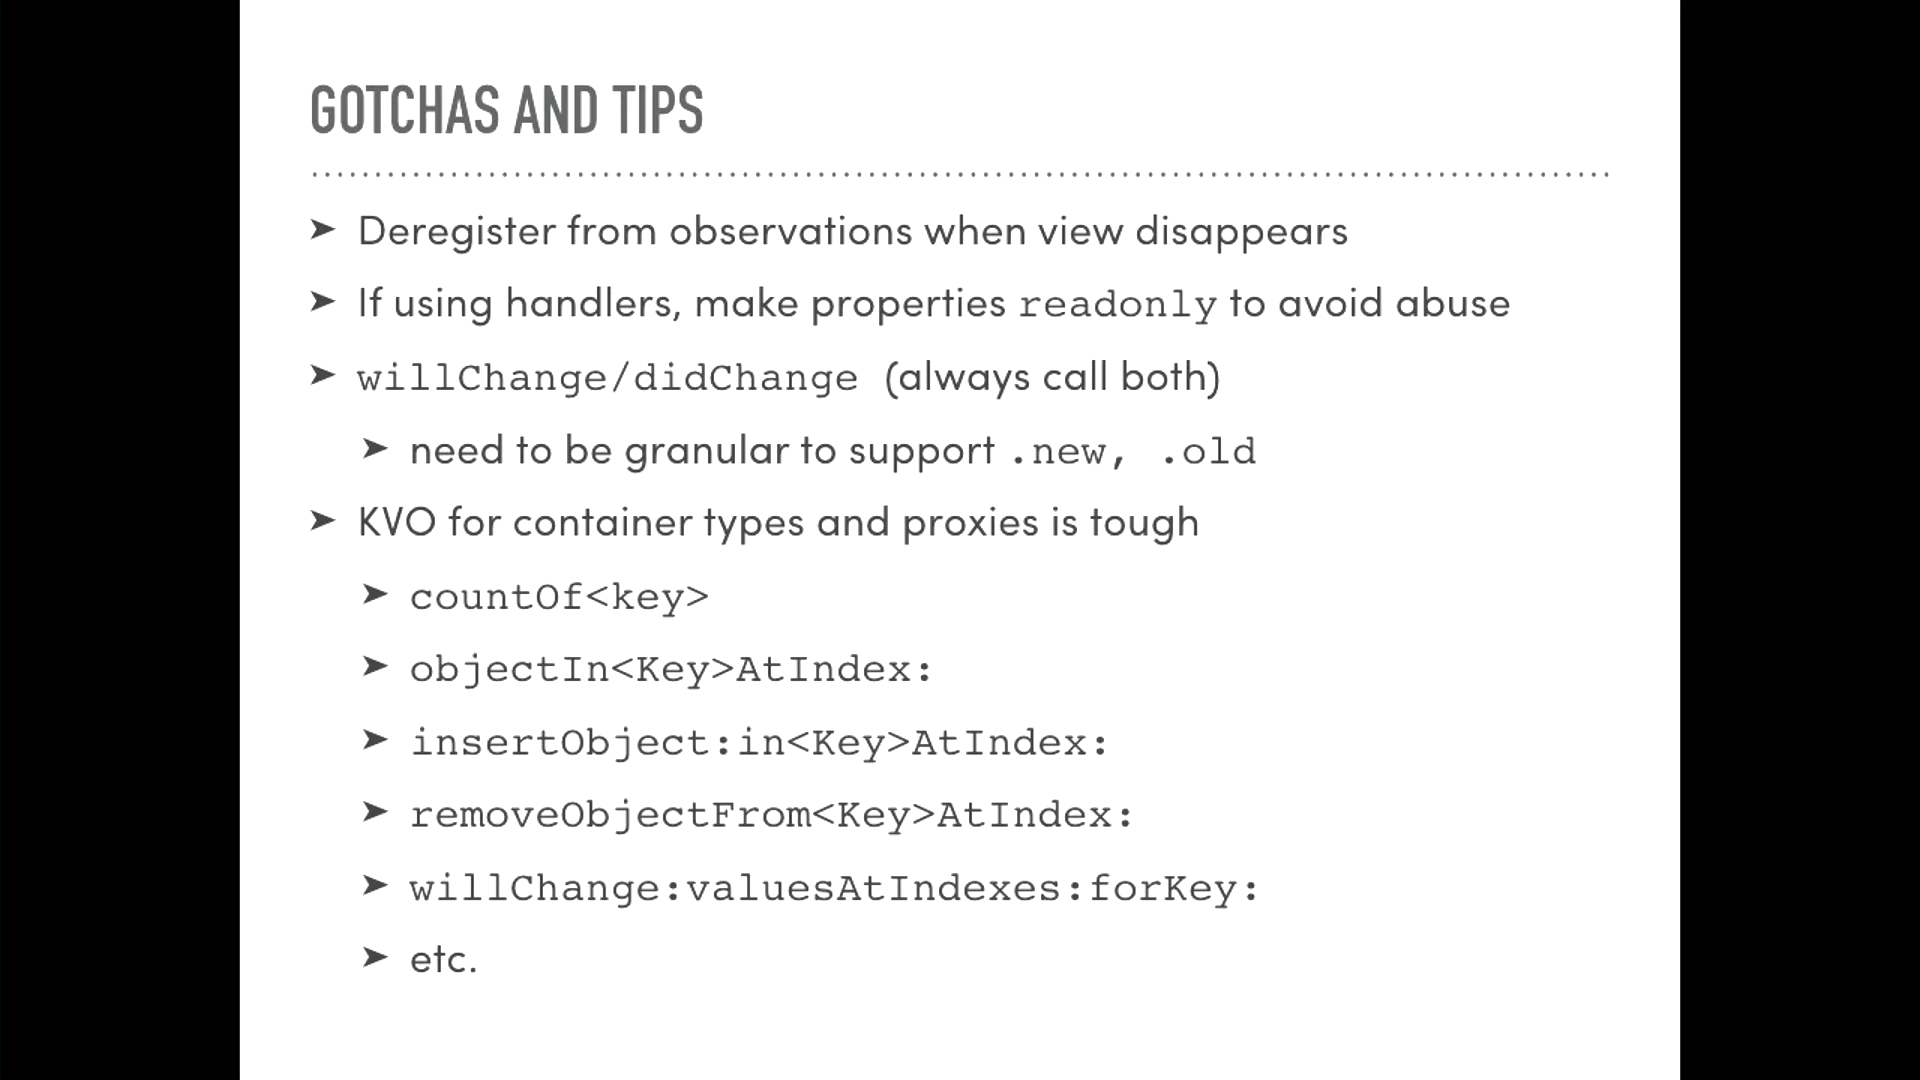 GOTCHAS AND TIPS
➤ Deregister from observations when view disappears
➤ If using handlers, make properties readonly to avoid abuse
➤ willChange/didChange (always call both)
➤ need to be granular to support .new, .old
➤ KVO for container types and proxies is tough
➤ countOf<key>
➤ objectIn<Key>AtIndex:
➤ insertObject:in<Key>AtIndex:
➤ removeObjectFrom<Key>AtIndex:
➤ willChange:valuesAtIndexes:forKey:
➤ etc.